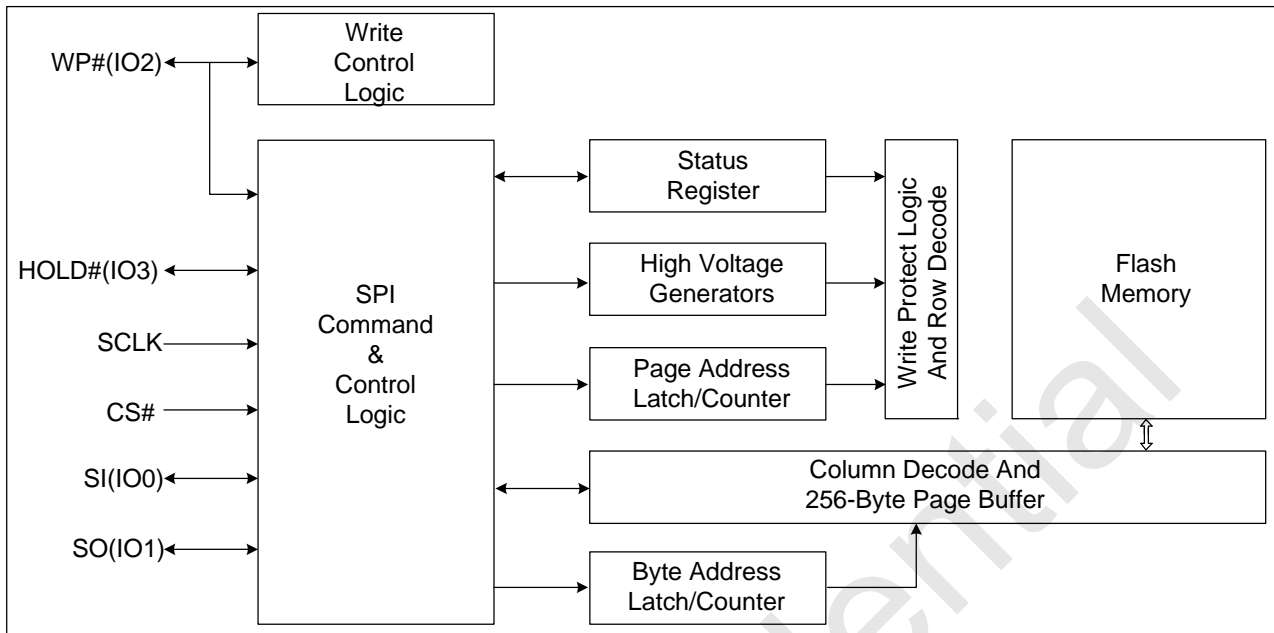 WP#(IO2)
Write
Control
Logic
HOLD#(IO3)
SCLK
CS#
SI(IO0)
SO(IO1)
SPI
Command
&
Control
Logic
Status
Register
High Voltage
Generators
Page Address
Latch/Counter
Write Protect Logic
And Row Decode
Flash
Memory
Column Decode And
256-Byte Page Buffer
Byte Address
Latch/Counter
ential